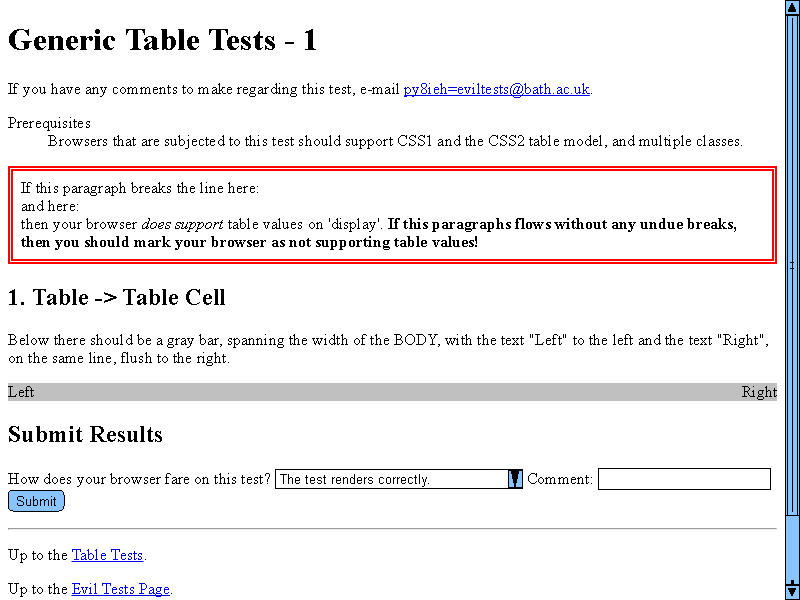 Generic Table Tests - 1
If you have any comments to make regarding this test, e-mail py8ieh=eviltests@bath.ac.uk.
Prerequisites
Browsers that are subjected to this test should support CSS1 and the CSS2 table model, and multiple classes.
If this paragraph breaks the line here:
and here:
then your browser does support table values on 'display'. If this paragraphs flows without any undue breaks,
then you should mark your browser as not supporting table values!
1. Table -> Table Cell
Below there should be a gray bar, spanning the width of the BODY, with the text "Left" to the left and the text "Right",
on the same line, flush to the right.
Left Right
Submit Results
How does your browser fare on this test? The test renders correctly. Comment:
Submit
Up to the Table Tests.
Up to the Evil Tests Page.